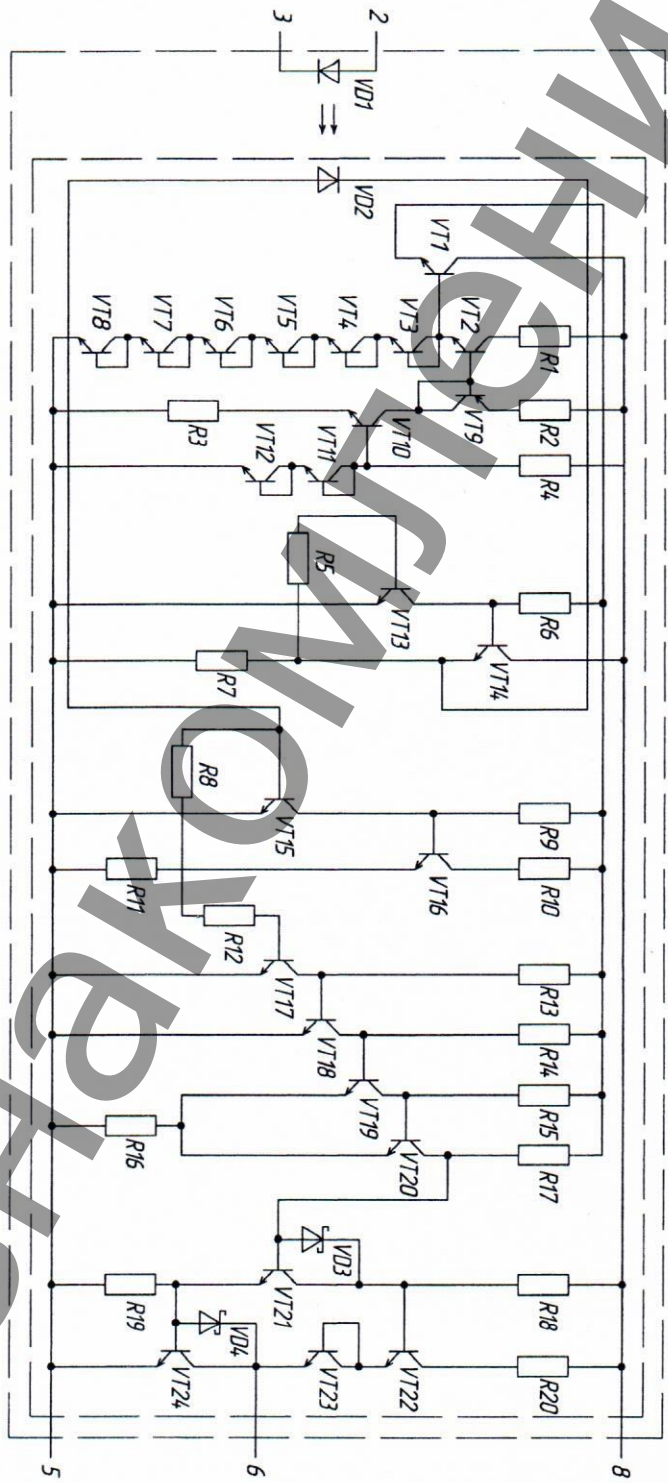 8
R1 R2 R4 R6 R9 R10 R13 R14 R15 R17 R18 R20
VT1 VT2 VT9 VT14 VT16
VT3 VT10 VT13 VT20 VT22
2 VD1 VD2 VT4 VT11 R5 VT18 VT19 VD3 VT23
3 VT5 VT12 VT15 VT17 VT21 6
VT6 R3 R7 R8 R12 VD4
VT7 VT24
VT8 R11 R16 R19
5
накомлени